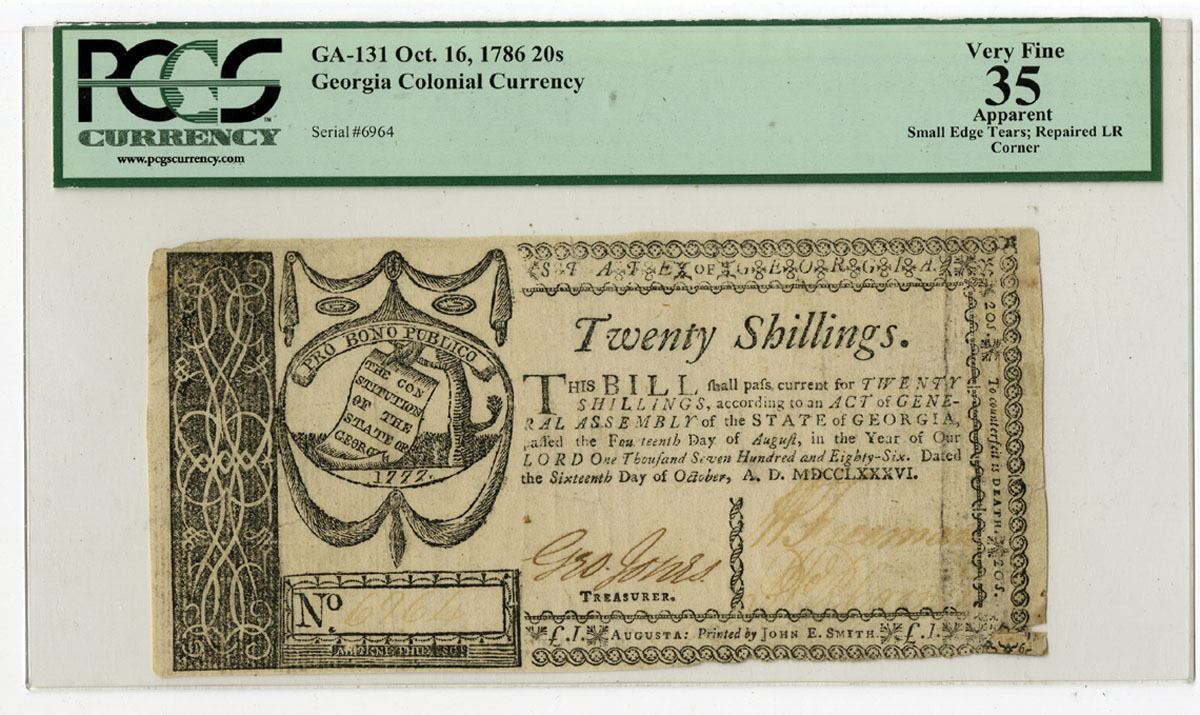 PCGS
CURRENCY
www.pcgscurrency.com
GA-131 Oct. 16, 1786 20s
Georgia Colonial Currency
Serial #6964
Very Fine
35
Apparent
Small Edge Tears; Repaired LR
Corner
STATE OF GEORGIA.
PRO BONO PUBLICO
THE CON
STITUTION
OF THE
STATE OF
GEORG
1777.
Twenty Shillings.
THIS BILL ſhall paſs current for TWENTY
SHILLINGS, according to an ACT of GENE-
RAL ASSEMBLY of the STATE of GEORGIA,
paſſed the Fourteenth Day of Auguſt, in the Year of Our
LORD One Thouſand Seven Hundred and Eighty-Six. Dated
the Sixteenth Day of October, A. D. MDCCLXXXVI.
Geo. Jones
TREASURER.
Freeman
No. 6964
£.I. AUGUSTA: Printed by JOHN E. SMITH. £.I.
20s. To counterfeit is DEATH. 20s.